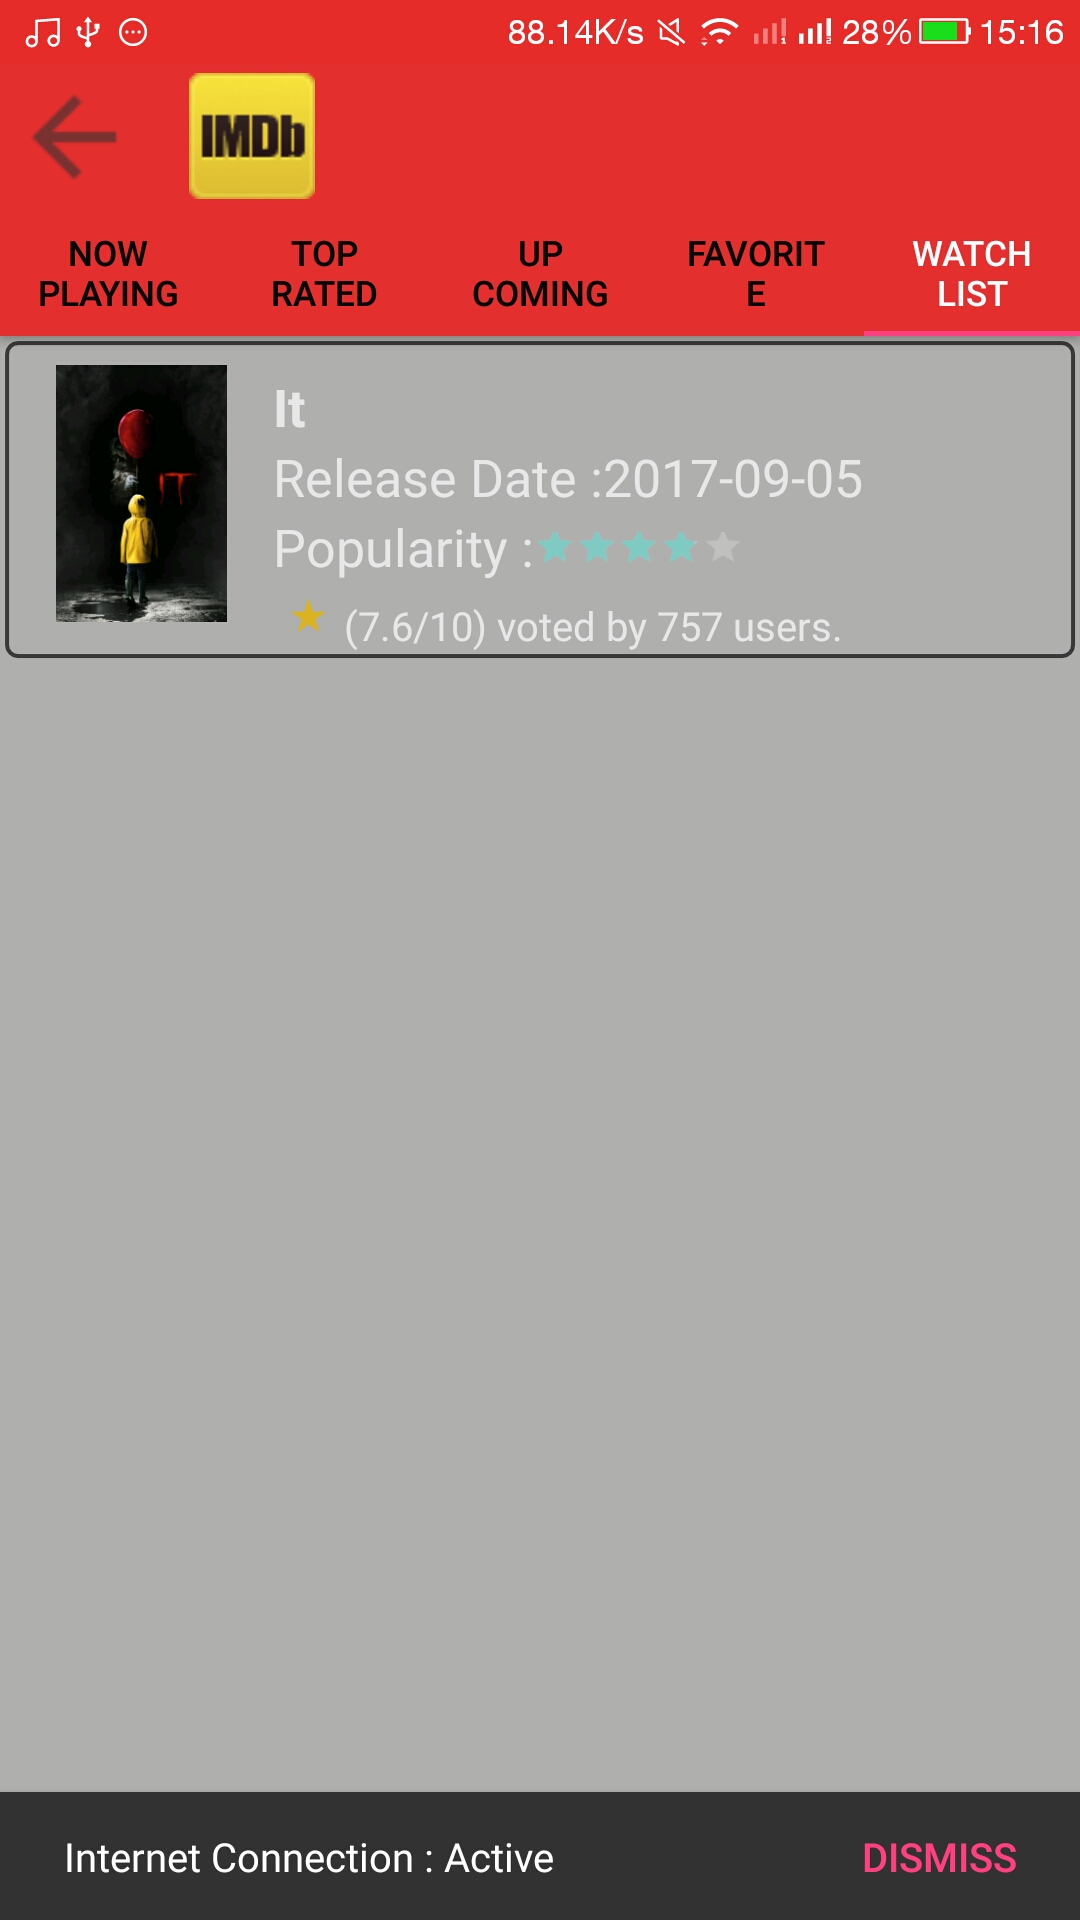 88.14K/s 28% 15:16
IMDb
NOW PLAYING
TOP RATED
UP COMING
FAVORIT
E
WATCH LIST
IT
It
Release Date :2017-09-05
Popularity :
(7.6/10) voted by 757 users.
Internet Connection : Active DISMISS